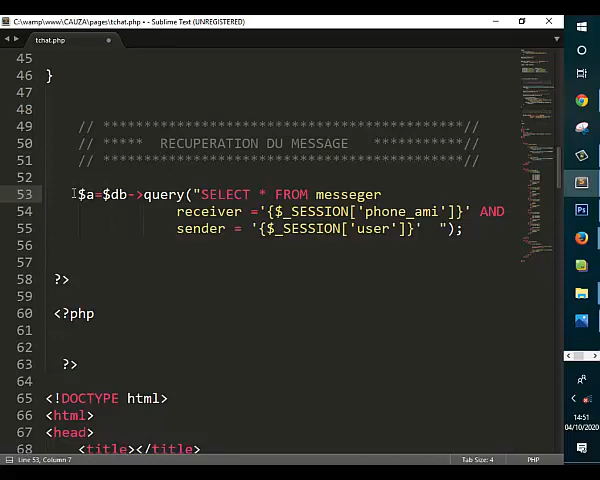 C:\wamp\www\CAUZA\pages\tchat.php • - Sublime Text (UNREGISTERED)
tchat.php
45
46 }
47
48
49 // ********************************************//
50 // ***** RECUPERATION DU MESSAGE ***********//
51 // ********************************************//
52
53 $a=$db->query("SELECT * FROM messeger
54 receiver ='{$_SESSION['phone_ami']}' AND
55 sender = '{$_SESSION['user']}' ");
56
57
58 ?>
59
60 <?php
61
62
63 ?>
64
65 <!DOCTYPE html>
66 <html>
67 <head>
68 <title></title>
Line 53, Column 7
Tab Size: 4
PHP
Ps
14:51
04/10/2020